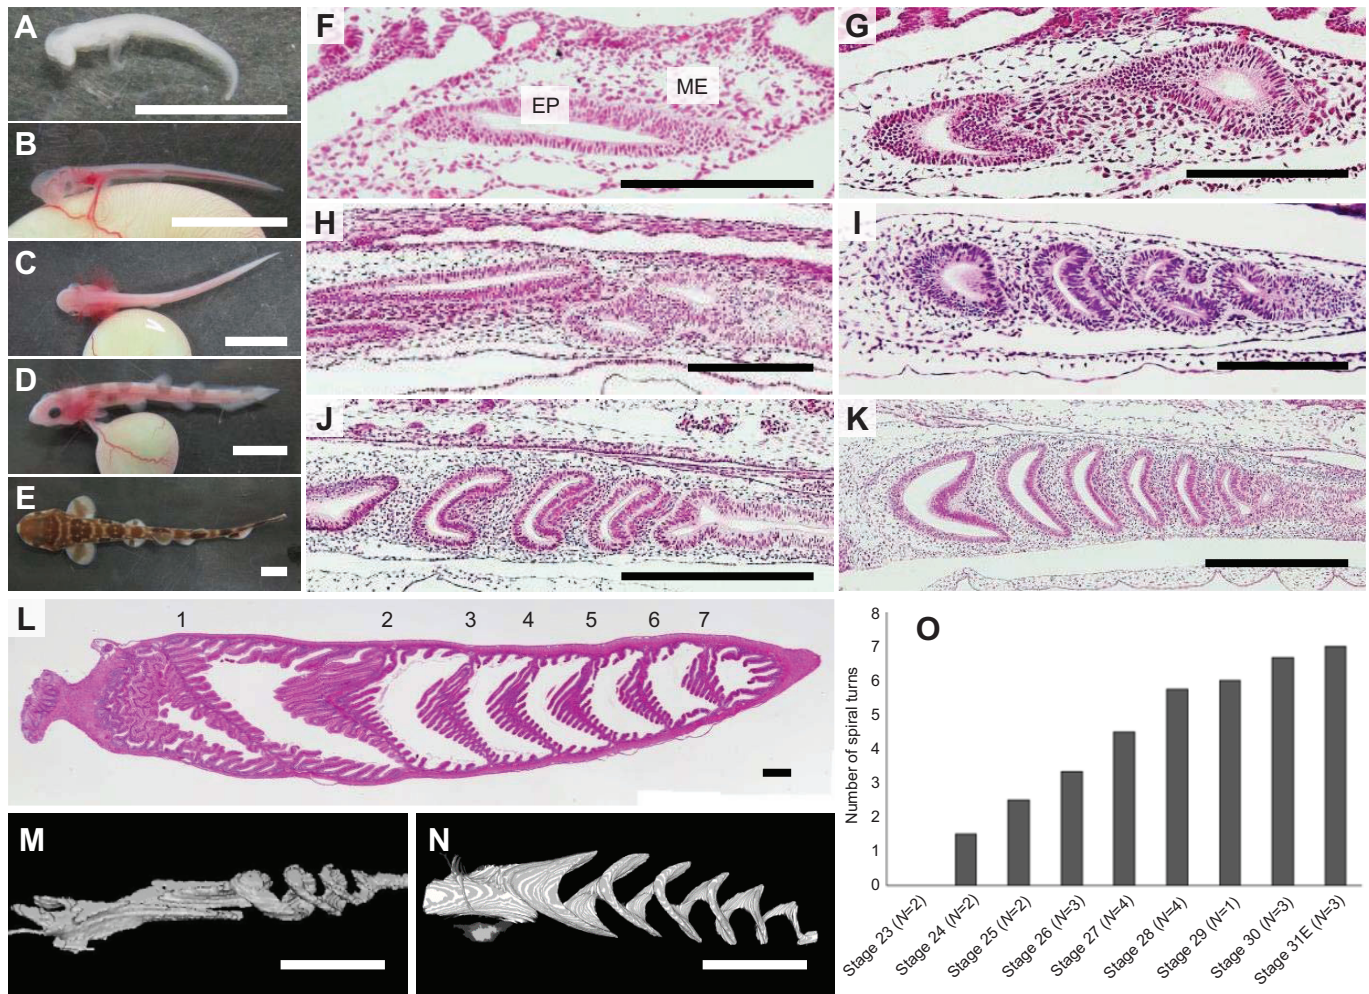 A
B
C
D
E
F
EP
ME
G
H
I
J
K
L
1 2 3 4 5 6 7
M
N
O
Number of spiral turns
8
7
6
5
4
3
2
1
0
Stage 23 (N=2)
Stage 24 (N=2)
Stage 25 (N=2)
Stage 26 (N=3)
Stage 27 (N=4)
Stage 28 (N=4)
Stage 29 (N=1)
Stage 30 (N=3)
Stage 31E (N=3)